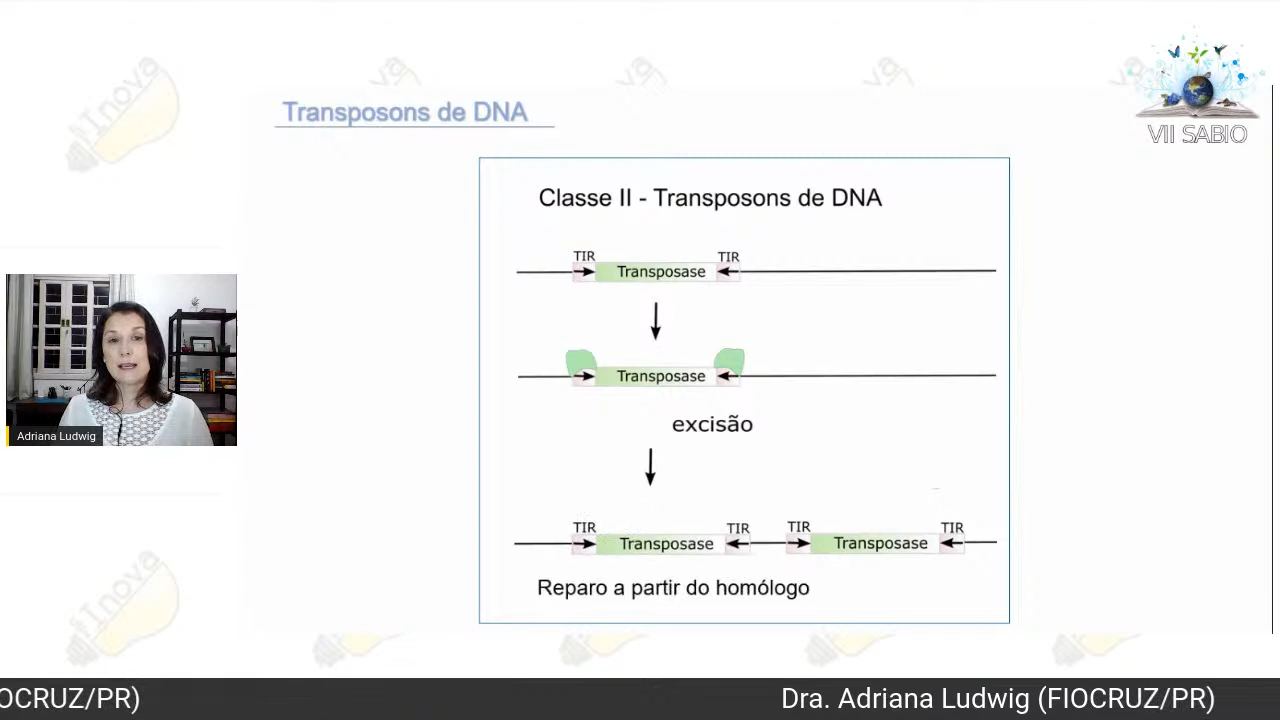 Transposons de DNA
VII SABIO
Classe II - Transposons de DNA
TIR TIR
Transposase
Transposase
excisão
TIR TIR TIR TIR
Transposase Transposase
Reparo a partir do homólogo
Adriana Ludwig
OCRUZ/PR) Dra. Adriana Ludwig (FIOCRUZ/PR)